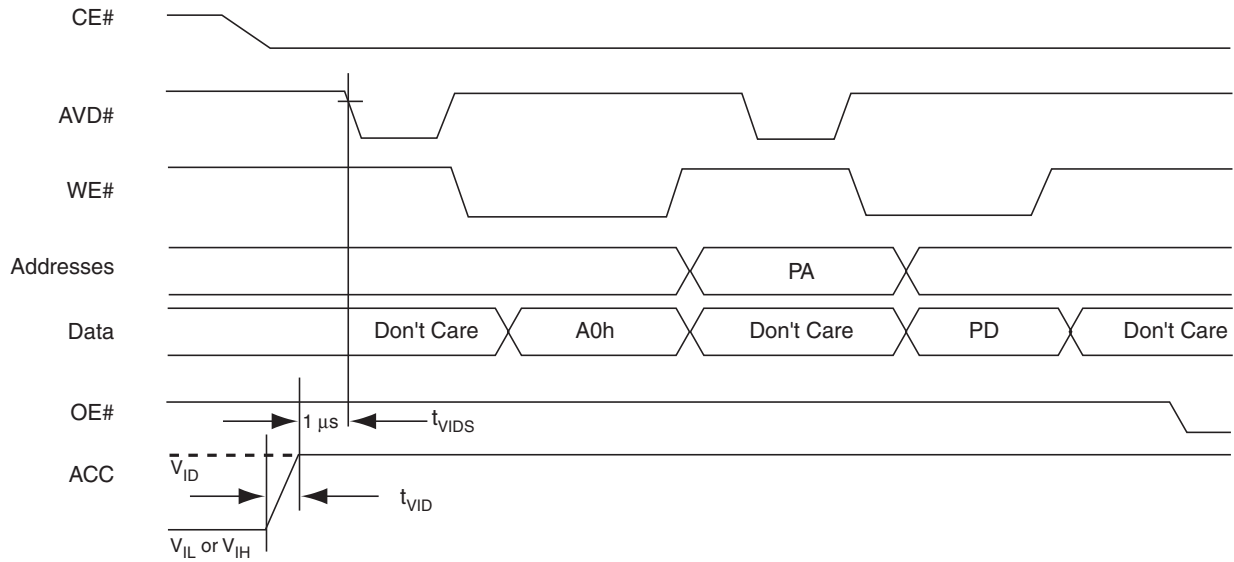 CE#
AVD#
WE#
Addresses
PA
Data
Don't Care
A0h
Don't Care
PD
Don't Care
OE#
1 μs
tVIDS
ACC
VID
tVID
VIL or VIH